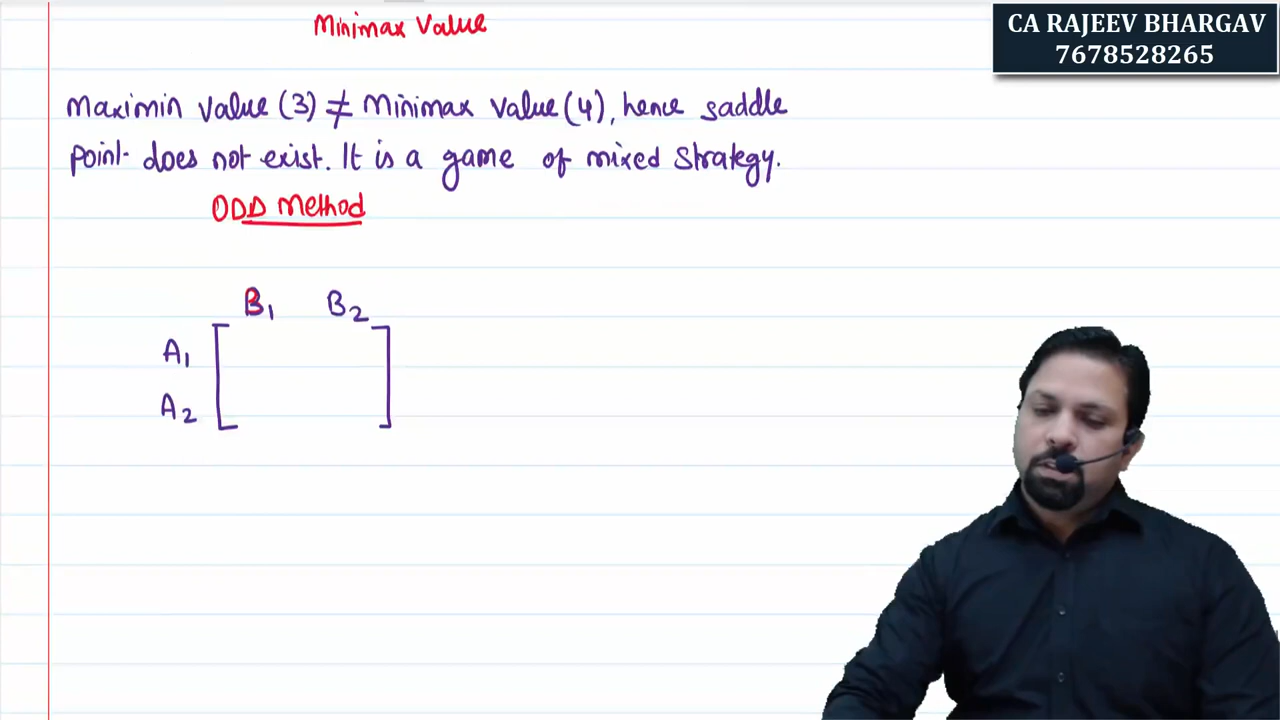 Minimax Value
CA RAJEEV BHARGAV
7678528265
Maximin Value (3) ≠ Minimax Value (4), hence saddle
point does not exist. It is a game of mixed strategy.
ODD Method
B1 B2
A1
A2